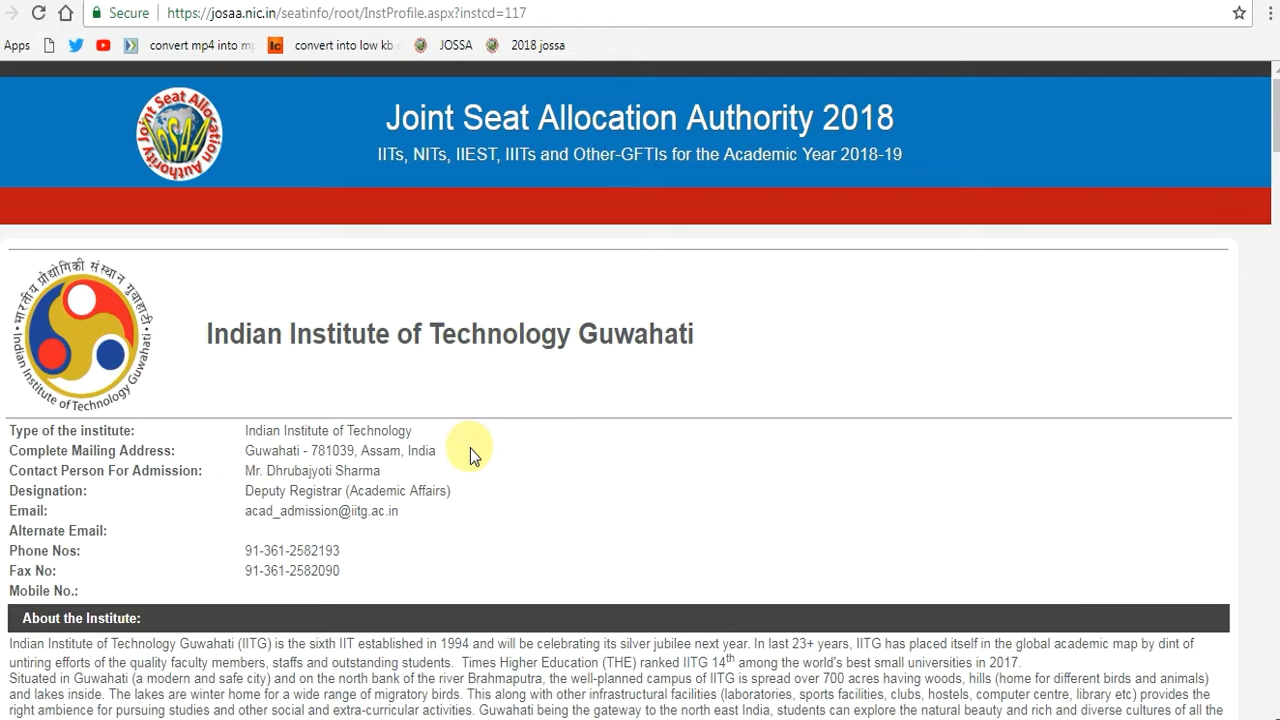 Secure https://josaa.nic.in/seatinfo/root/InstProfile.aspx?instcd=117
Apps convert mp4 into mp convert into low kb JOSSA 2018 jossa
Joint Seat Allocation Authority
JOSAA
Joint Seat Allocation Authority 2018
IITs, NITs, IIEST, IIITs and Other-GFTIs for the Academic Year 2018-19
भारतीय प्रौद्योगिकी संस्थान गुवाहाटी
Indian Institute of Technology Guwahati
Indian Institute of Technology Guwahati
Type of the institute: Indian Institute of Technology
Complete Mailing Address: Guwahati - 781039, Assam, India
Contact Person For Admission: Mr. Dhrubajyoti Sharma
Designation: Deputy Registrar (Academic Affairs)
Email: acad_admission@iitg.ac.in
Alternate Email:
Phone Nos: 91-361-2582193
Fax No: 91-361-2582090
Mobile No.:
About the Institute:
Indian Institute of Technology Guwahati (IITG) is the sixth IIT established in 1994 and will be celebrating its silver jubilee next year. In last 23+ years, IITG has placed itself in the global academic map by dint of
untiring efforts of the quality faculty members, staffs and outstanding students. Times Higher Education (THE) ranked IITG 14th among the world's best small universities in 2017.
Situated in Guwahati (a modern and safe city) and on the north bank of the river Brahmaputra, the well-planned campus of IITG is spread over 700 acres having woods, hills (home for different birds and animals)
and lakes inside. The lakes are winter home for a wide range of migratory birds. This along with other infrastructural facilities (laboratories, sports facilities, clubs, hostels, computer centre, library etc) provides the
right ambience for pursuing studies and other social and extra-curricular activities. Guwahati being the gateway to the north east India, students can explore the natural beauty and rich and diverse cultures of all the